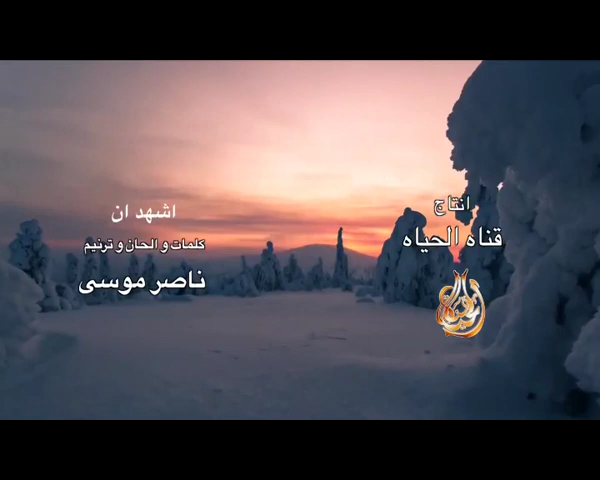 انتاج
قناه الحياه
اشهد ان
كلمات و الحان و ترنيم
ناصر موسى